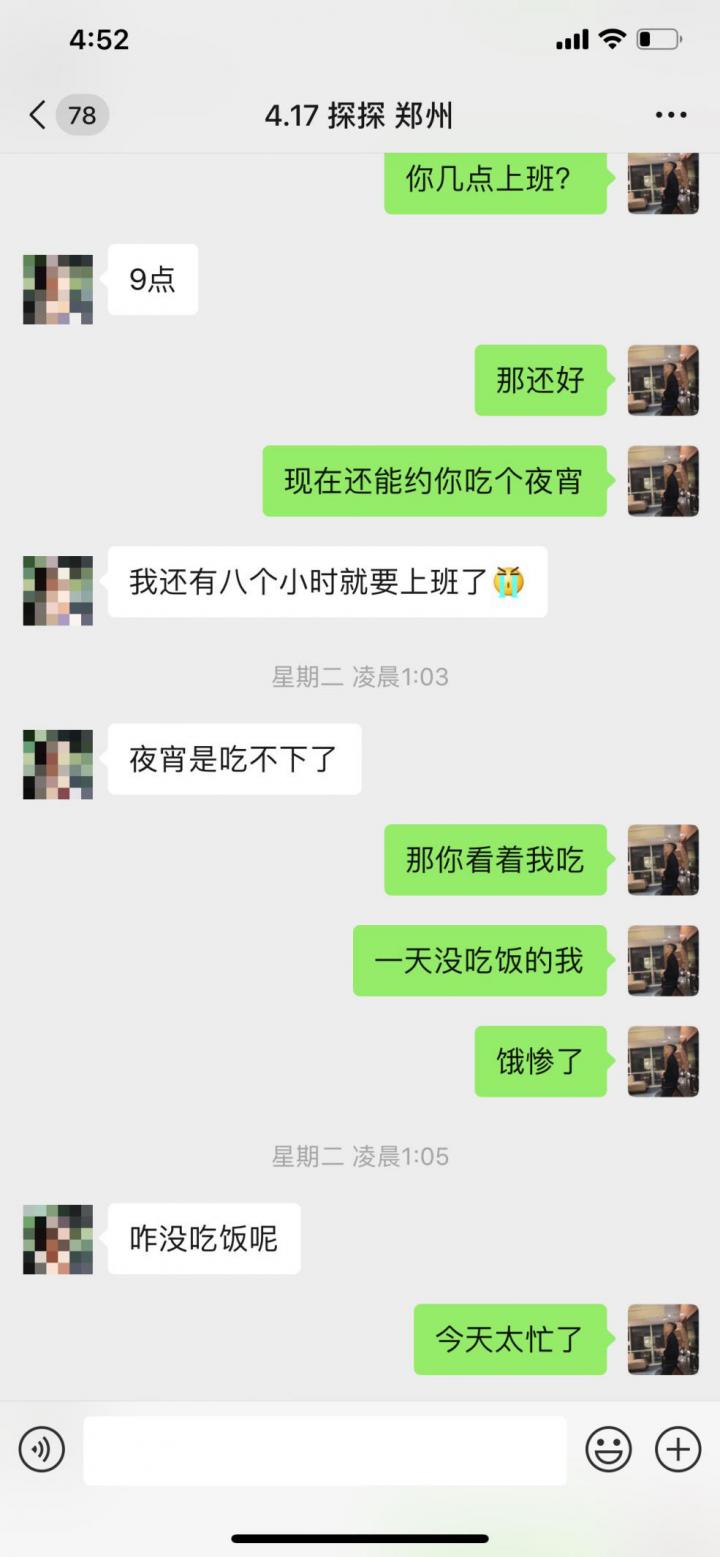 4:52
78
4.17 探探 郑州
你几点上班?
9点
那还好
现在还能约你吃个夜宵
我还有八个小时就要上班了😭
星期二 凌晨1:03
夜宵是吃不下了
那你看着我吃
一天没吃饭的我
饿惨了
星期二 凌晨1:05
咋没吃饭呢
今天太忙了